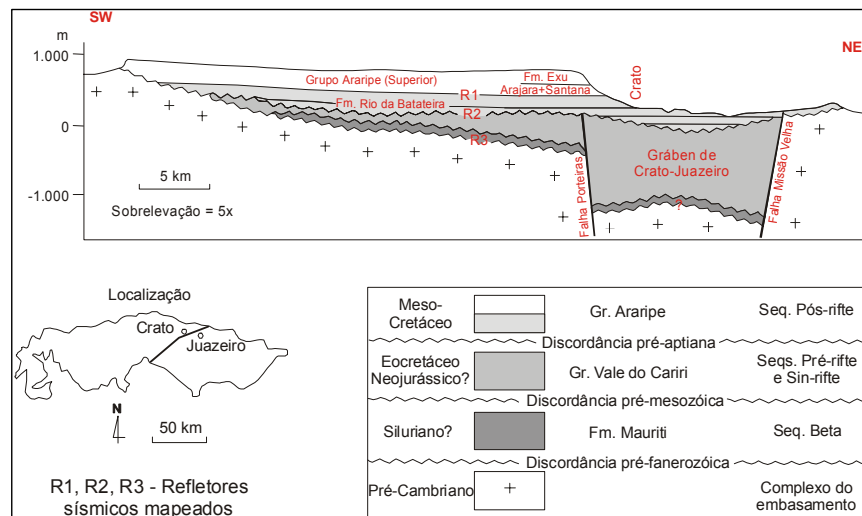 SW
NE
m
1.000
0
-1.000
Grupo Araripe (Superior)
Fm. Exu
Arajara+Santana
R1
Fm. Rio da Batateira
R2
R3
Crato
Gráben de
Crato-Juazeiro
?
Falha Porteiras
Falha Missão Velha
5 km
Sobrelevação = 5x
Localização
Crato
Juazeiro
N
50 km
R1, R2, R3 - Refletores
sísmicos mapeados
Meso-
Cretáceo
Gr. Araripe
Seq. Pós-rifte
Discordância pré-aptiana
Eocretáceo
Neojurássico?
Gr. Vale do Cariri
Seqs. Pré-rifte
e Sin-rifte
Discordância pré-mesozóica
Siluriano?
Fm. Mauriti
Seq. Beta
Discordância pré-fanerozóica
Pré-Cambriano
Complexo do
embasamento